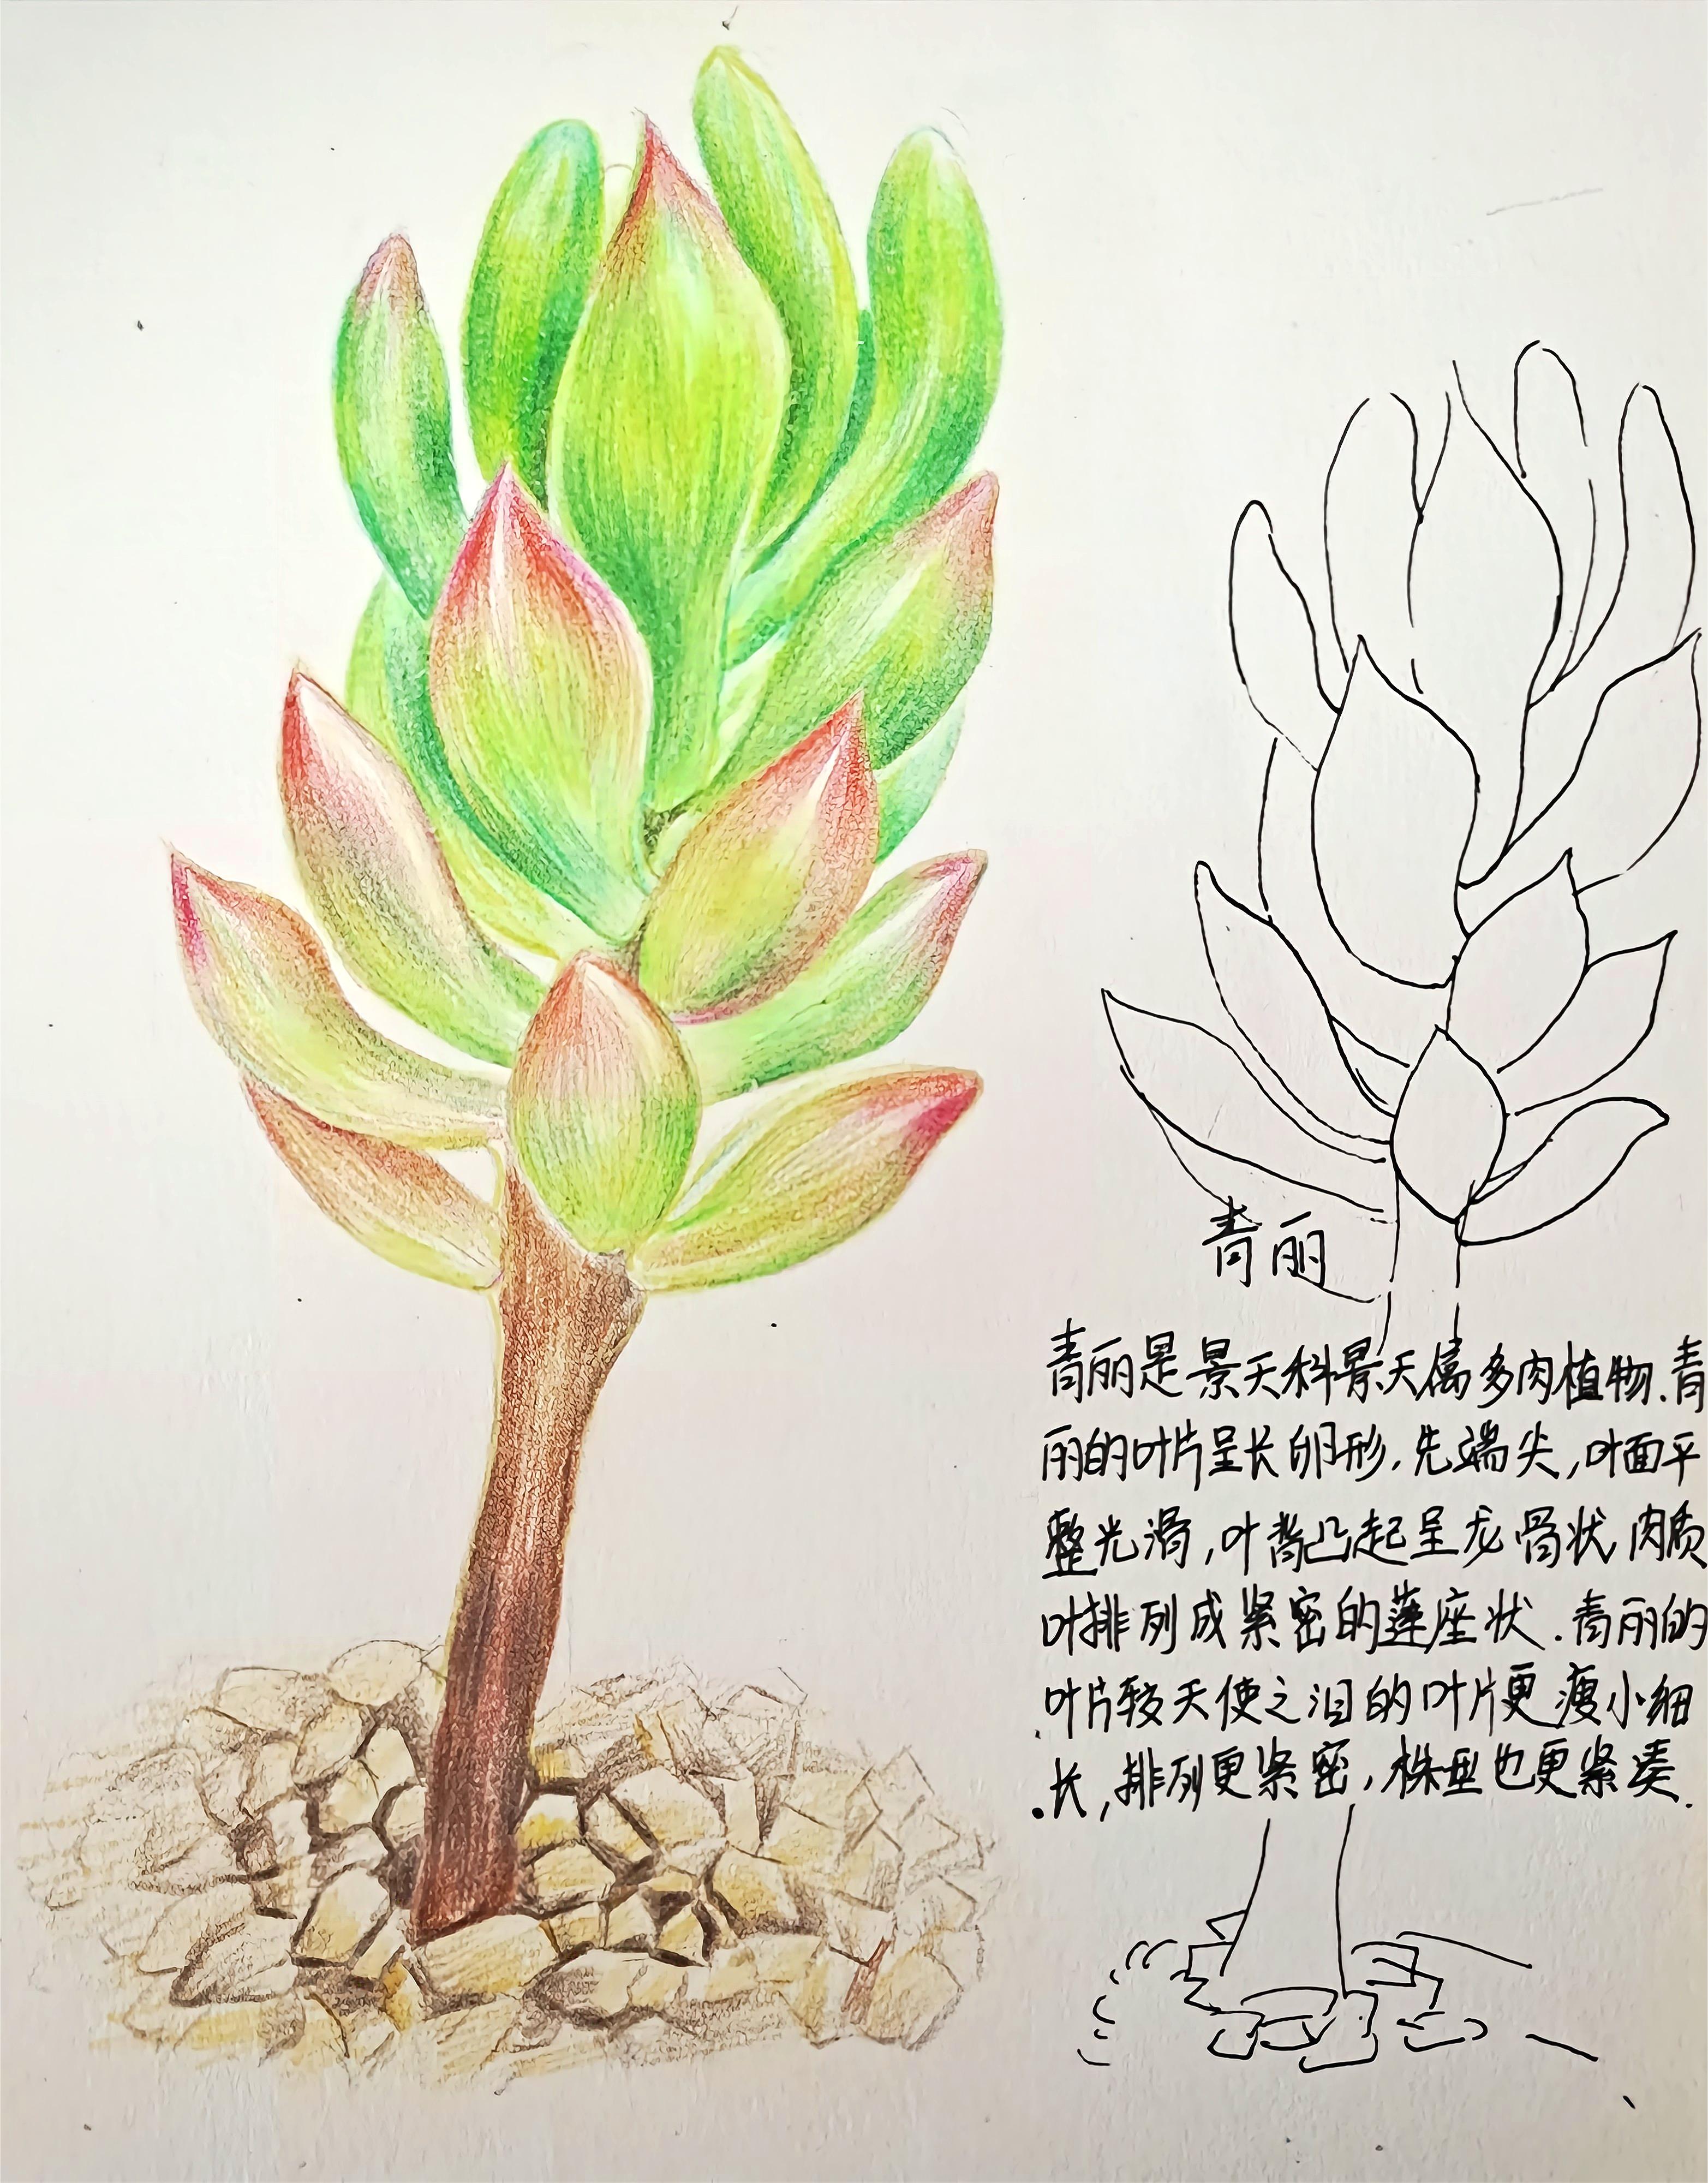 青丽
青丽是景天科景天属多肉植物.青
丽的叶片呈长卵形,先端尖,叶面平
整光滑,叶背凸起呈龙骨状,肉质
叶排列成紧密的莲座状.青丽的
叶片较天使之泪的叶片更瘦小细
长,排列更紧密,株型也更紧凑.